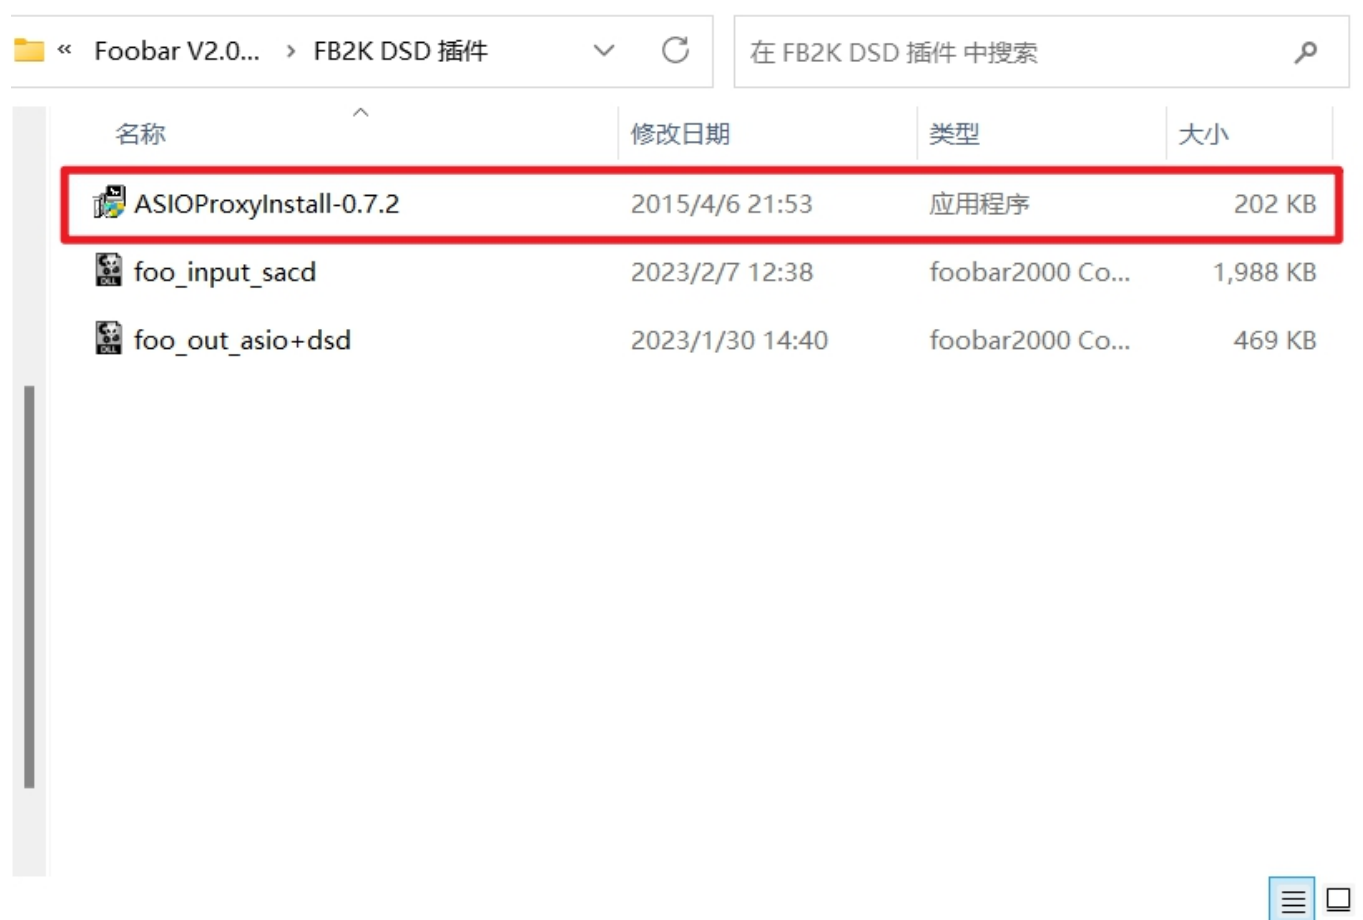 « Foobar V2.0... › FB2K DSD 插件
在 FB2K DSD 插件 中搜索
名称 修改日期 类型 大小
ASIOProxyInstall-0.7.2 2015/4/6 21:53 应用程序 202 KB
foo_input_sacd 2023/2/7 12:38 foobar2000 Co... 1,988 KB
foo_out_asio+dsd 2023/1/30 14:40 foobar2000 Co... 469 KB